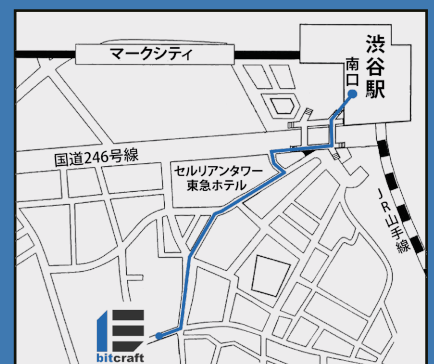 マークシティ
渋谷駅
南口
国道246号線
セルリアンタワー
東急ホテル
JR山手線
bitcraft